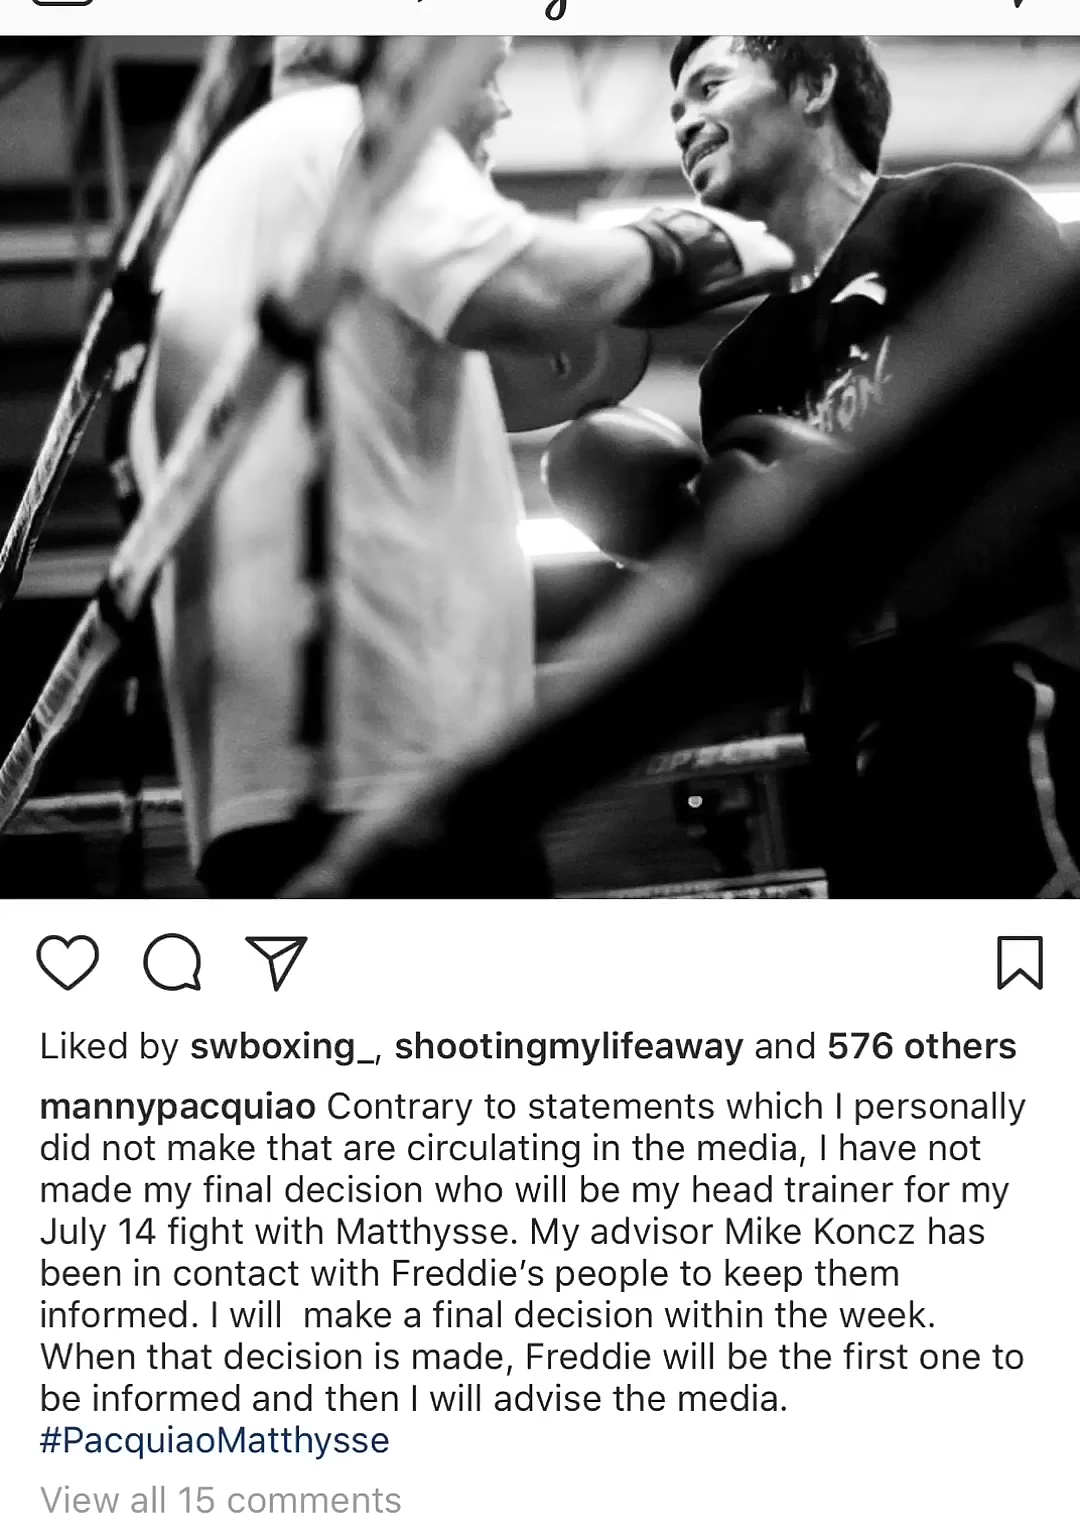 Liked by swboxing_, shootingmylifeaway and 576 others
mannypacquiao Contrary to statements which I personally
did not make that are circulating in the media, I have not
made my final decision who will be my head trainer for my
July 14 fight with Matthysse. My advisor Mike Koncz has
been in contact with Freddie’s people to keep them
informed. I will  make a final decision within the week.
When that decision is made, Freddie will be the first one to
be informed and then I will advise the media.
#PacquiaoMatthysse
View all 15 comments